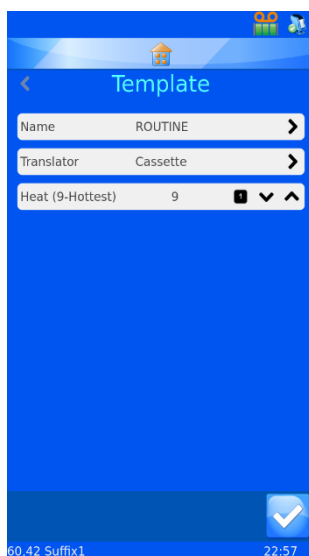 Template
Name ROUTINE
Translator Cassette
Heat (9-Hottest) 9 1
60.42 Suffix1 22:57